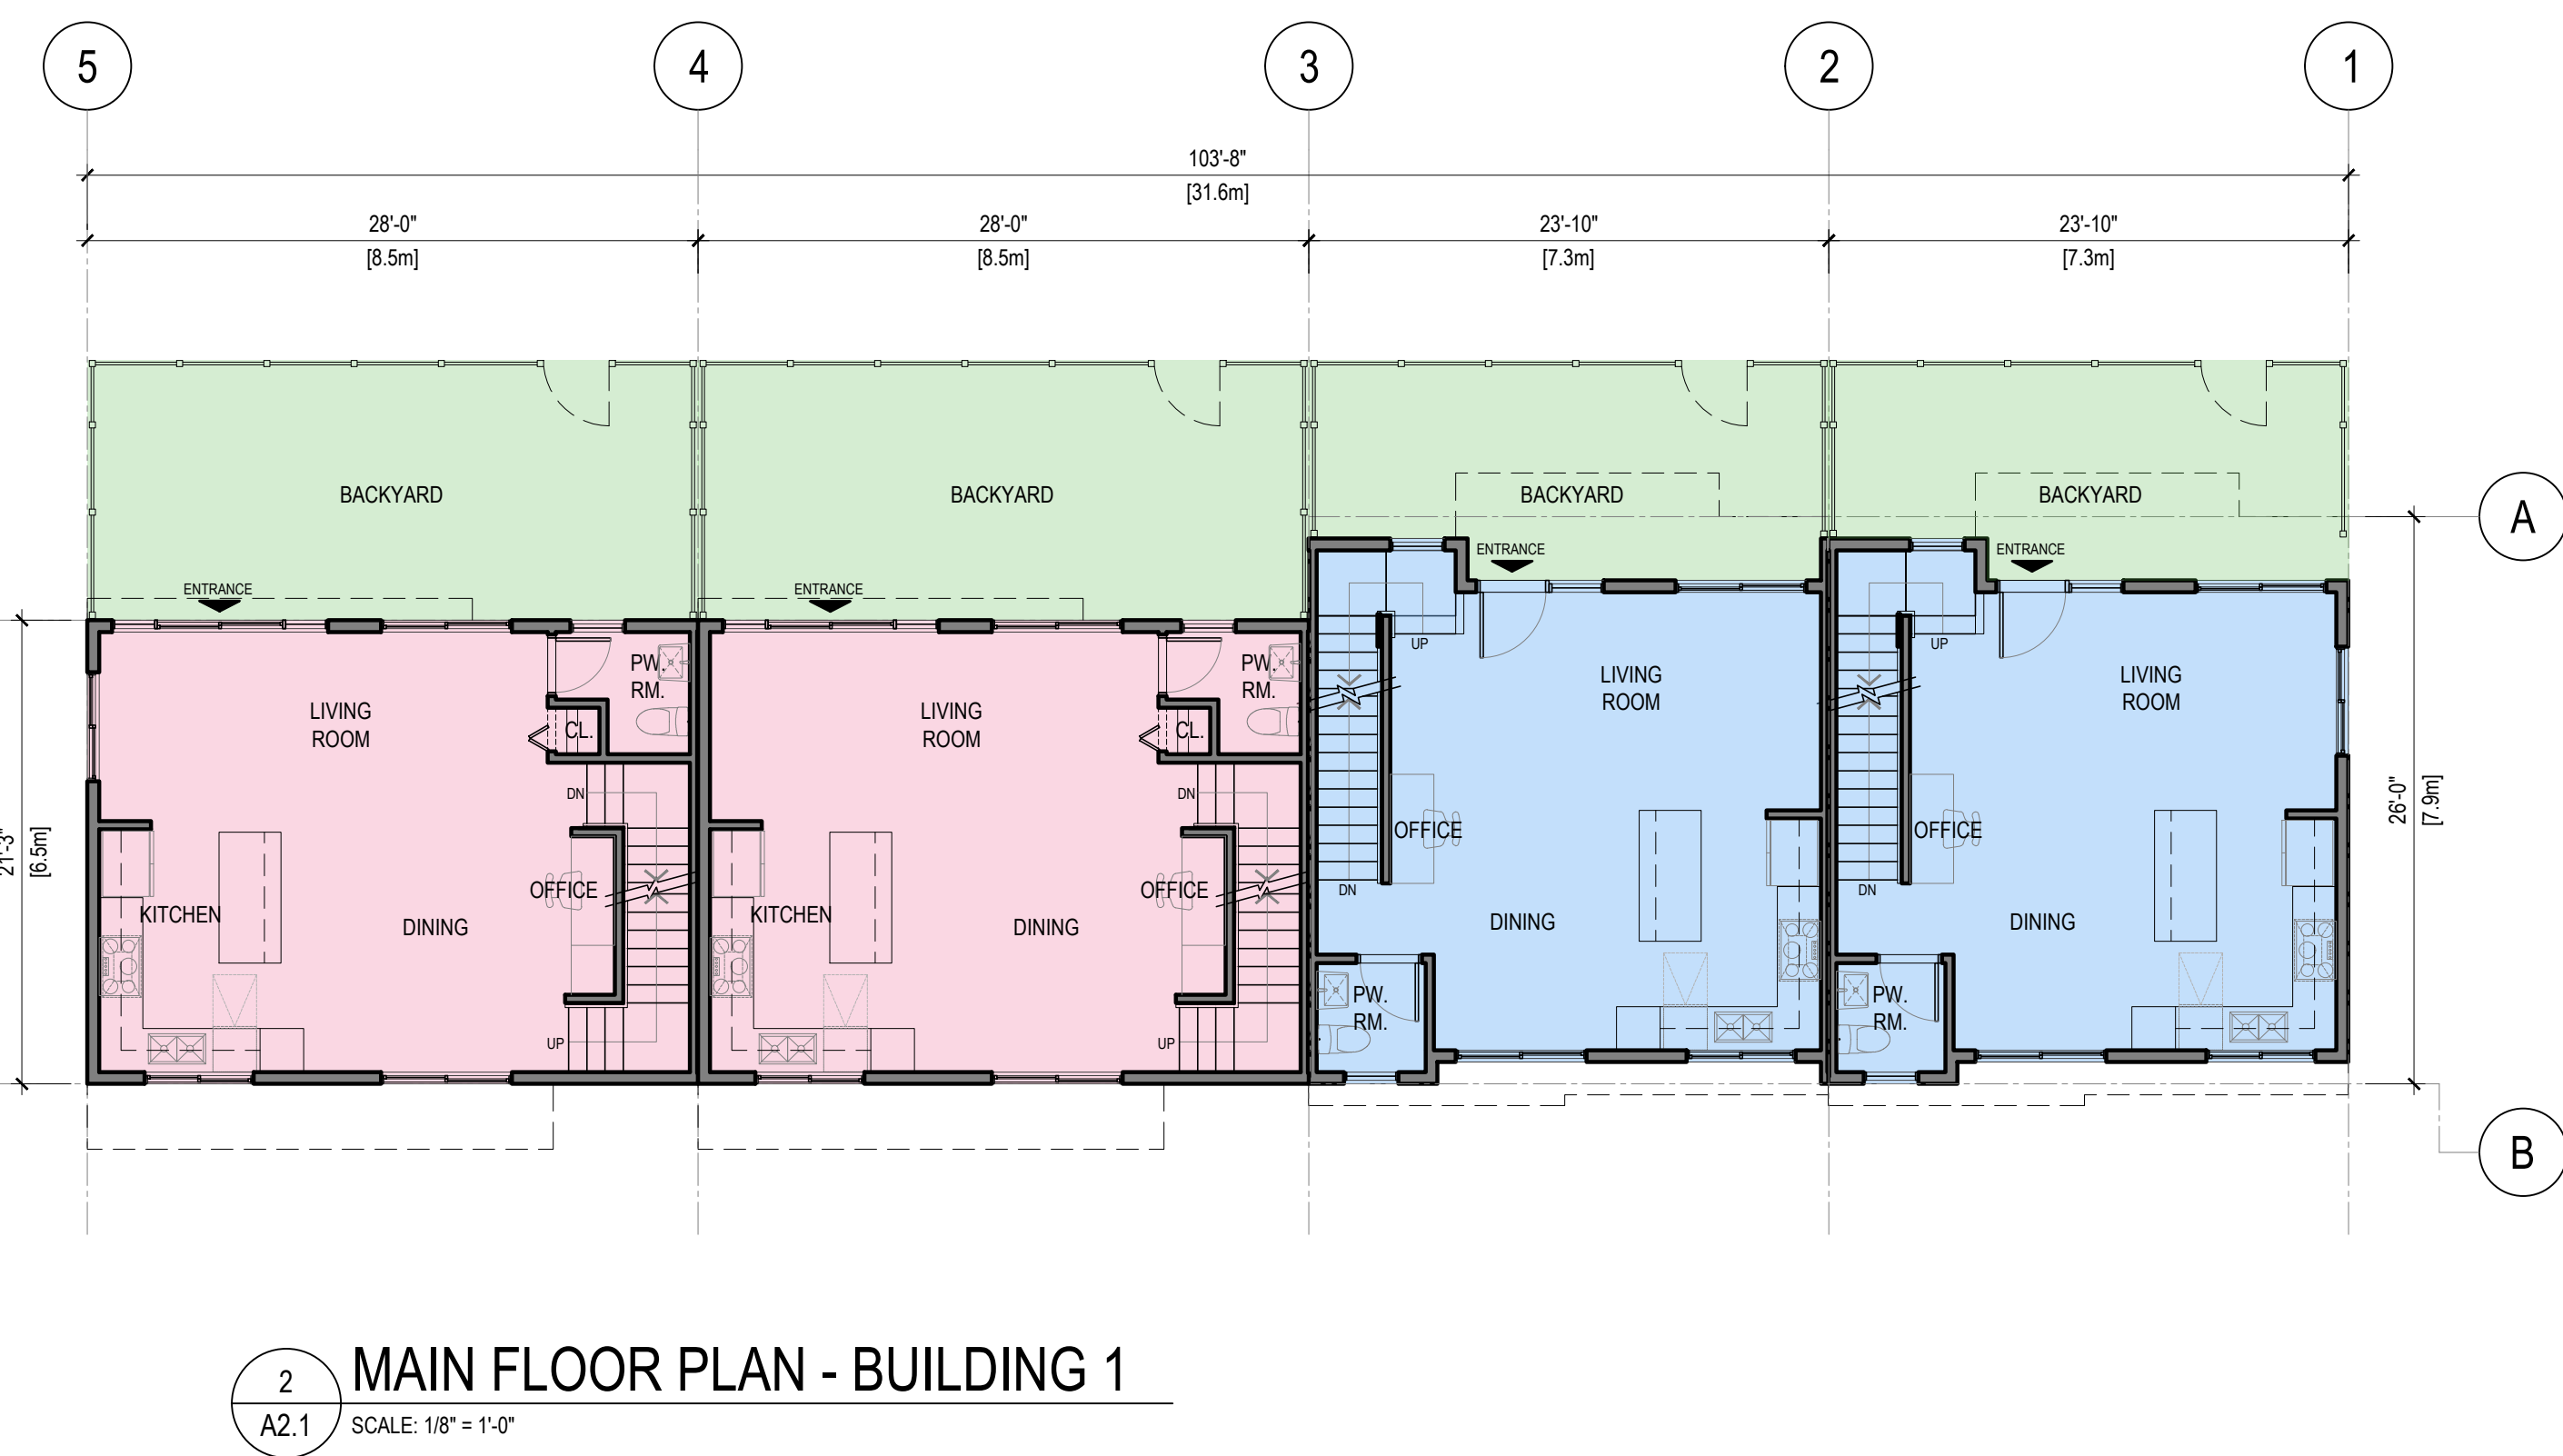 5
4
3
2
1
103'-8"
[31.6m]
28'-0"
28'-0"
23'-10"
23'-10"
[8.5m]
[8.5m]
[7.3m]
[7.3m]
BACKYARD
BACKYARD
BACKYARD
BACKYARD
A
ENTRANCE
ENTRANCE
ENTRANCE
ENTRANCE
UP
UP
PW.
RM.
PW.
RM.
LIVING
ROOM
LIVING
ROOM
LIVING
ROOM
LIVING
ROOM
CL.
CL.
DN
DN
26'-0"
[7.9m]
21'-3"
[6.5m]
OFFICE
OFFICE
OFFICE
OFFICE
DN
DN
KITCHEN
DINING
KITCHEN
DINING
DINING
DINING
PW.
RM.
PW.
RM.
UP
UP
B
2
A2.1
MAIN FLOOR PLAN - BUILDING 1
SCALE: 1/8" = 1'-0"